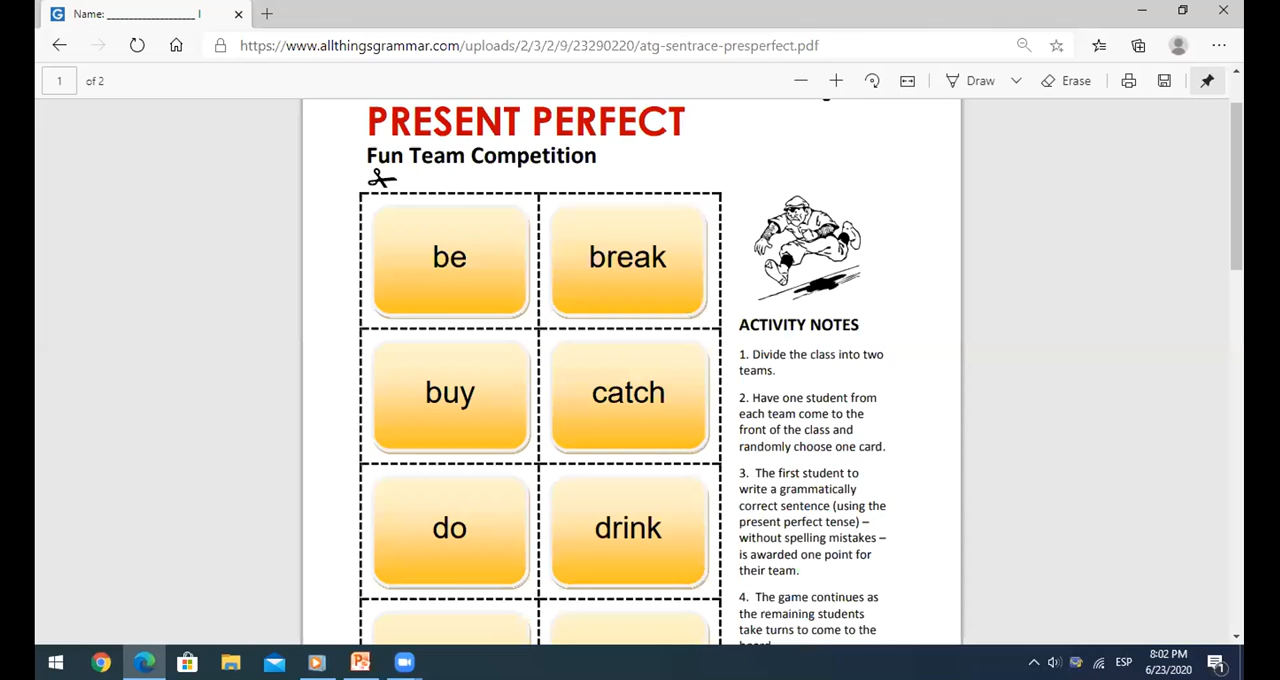 Name: ____________________ I
https://www.allthingsgrammar.com/uploads/2/3/2/9/23290220/atg-sentrace-presperfect.pdf
1 of 2
Draw
Erase
PRESENT PERFECT
Fun Team Competition
be
break
buy
catch
do
drink
ACTIVITY NOTES
1. Divide the class into two
teams.
2. Have one student from
each team come to the
front of the class and
randomly choose one card.
3. The first student to
write a grammatically
correct sentence (using the
present perfect tense) –
without spelling mistakes –
is awarded one point for
their team.
4. The game continues as
the remaining students
take turns to come to the
board.
ESP
8:02 PM
6/23/2020
1